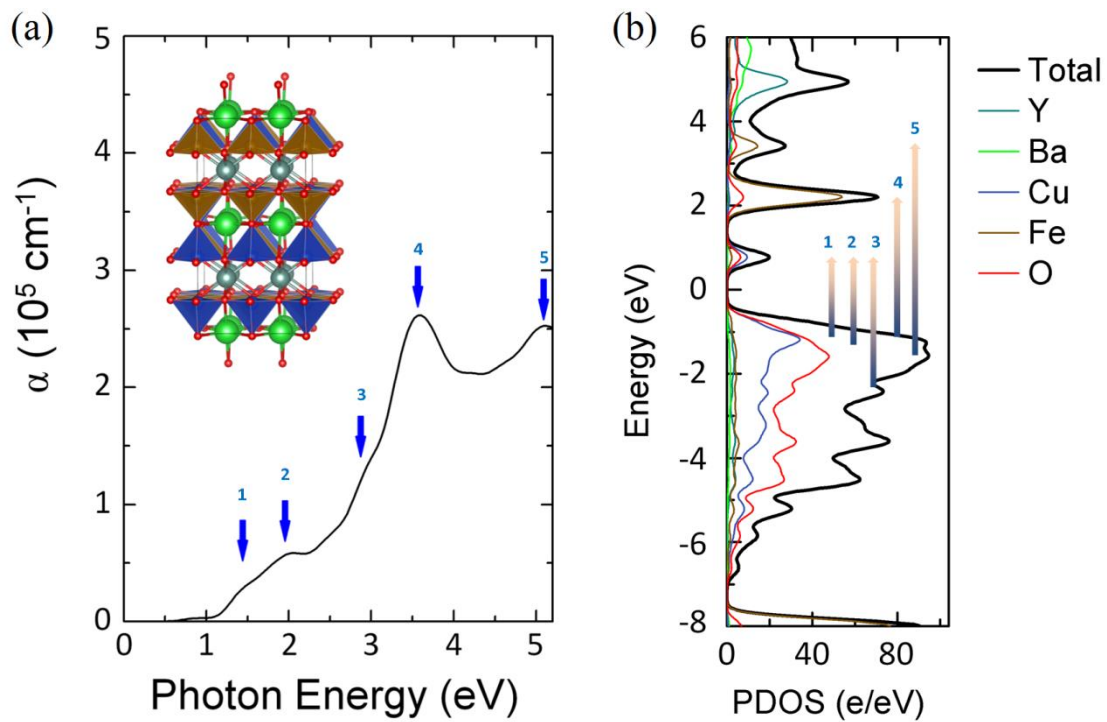 (a)
5
4
3
2
1
0
α (10⁵ cm⁻¹)
1
2
3
4
5
0 1 2 3 4 5
Photon Energy (eV)
(b)
6
4
2
0
-2
-4
-6
-8
Energy (eV)
1 2 3 4 5
0 40 80
PDOS (e/eV)
Total
Y
Ba
Cu
Fe
O